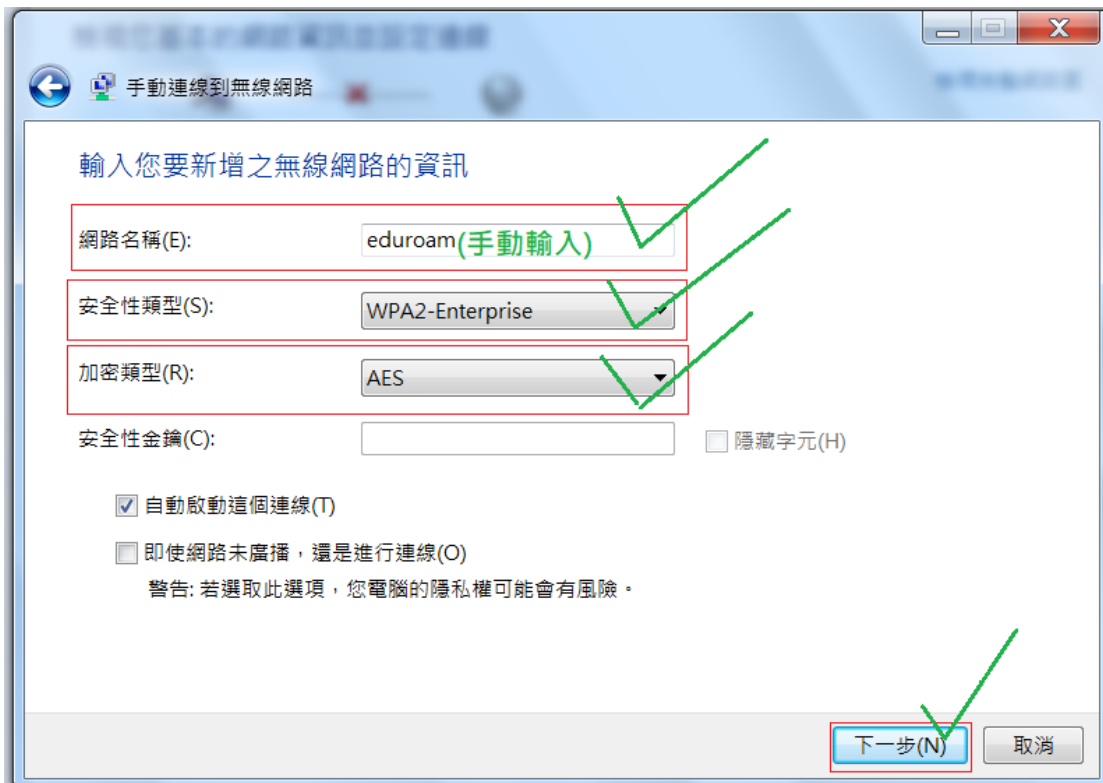 手動連線到無線網路
輸入您要新增之無線網路的資訊
網路名稱(E): eduroam(手動輸入)
安全性類型(S): WPA2-Enterprise
加密類型(R): AES
安全性金鑰(C): 隱藏字元(H)
自動啟動這個連線(T)
即使網路未廣播，還是進行連線(O)
警告: 若選取此選項，您電腦的隱私權可能會有風險。
下一步(N) 取消